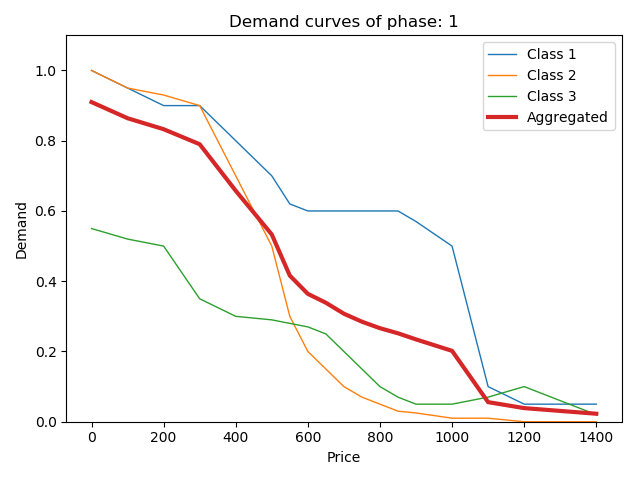 Demand curves of phase: 1
Class 1
Class 2
Class 3
Aggregated
Demand
1.0
0.8
0.6
0.4
0.2
0.0
0 200 400 600 800 1000 1200 1400
Price